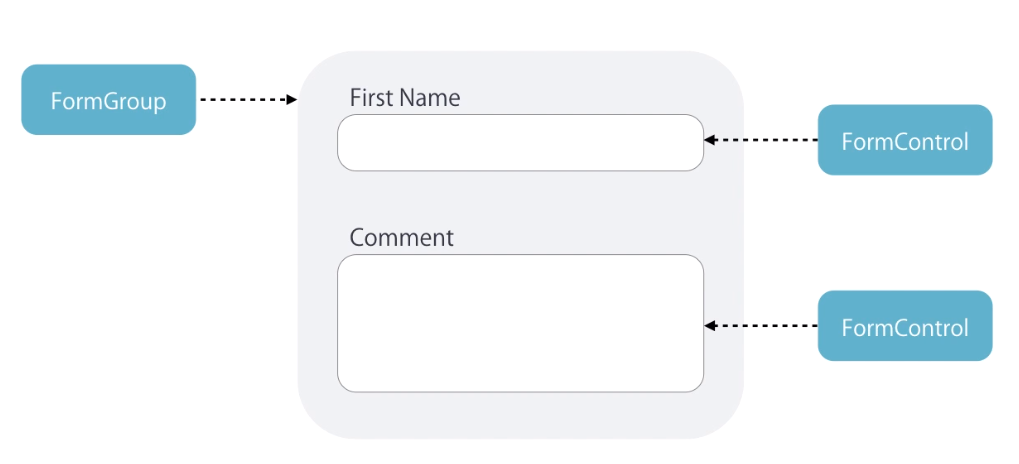 First Name
FormGroup
FormControl
Comment
FormControl